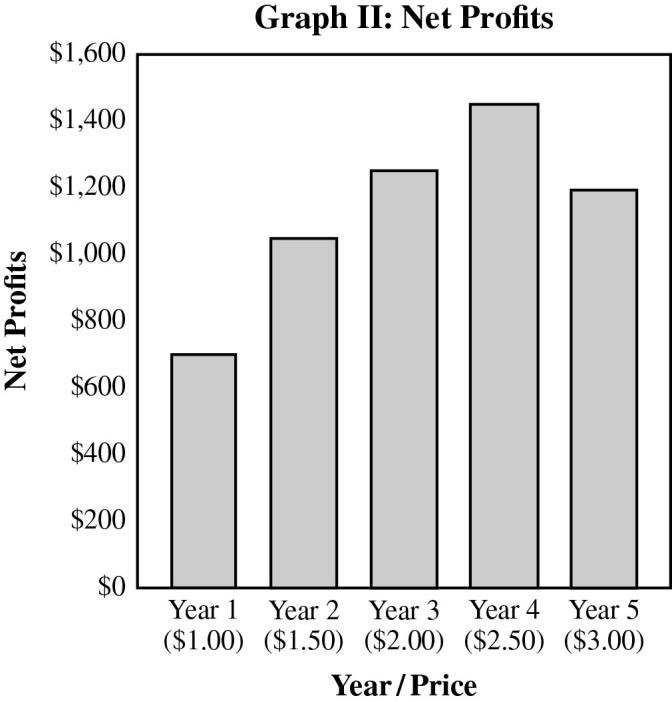 Graph II: Net Profits
$1,600
$1,400
$1,200
$1,000
$800
$600
$400
$200
$0
Net Profits
Year 1 Year 2 Year 3 Year 4 Year 5
($1.00) ($1.50) ($2.00) ($2.50) ($3.00)
Year/Price